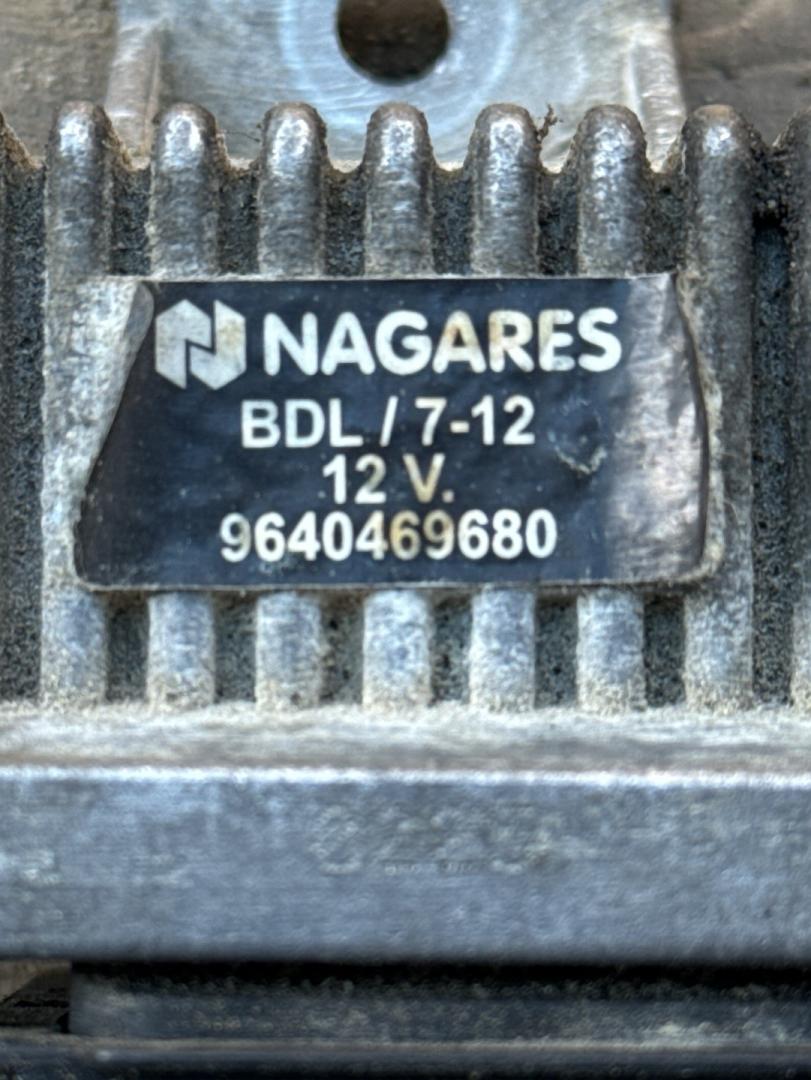 NAGARES
BDL / 7-12
12 V.
9640469680